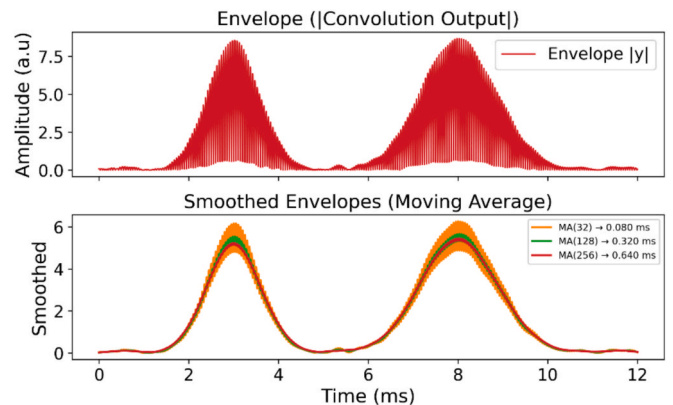 Envelope (|Convolution Output|)
Amplitude (a.u)
7.5
5.0
2.5
0.0
Envelope |y|
Smoothed Envelopes (Moving Average)
Smoothed
6
4
2
0
MA(32) → 0.080 ms
MA(128) → 0.320 ms
MA(256) → 0.640 ms
0 2 4 6 8 10 12
Time (ms)